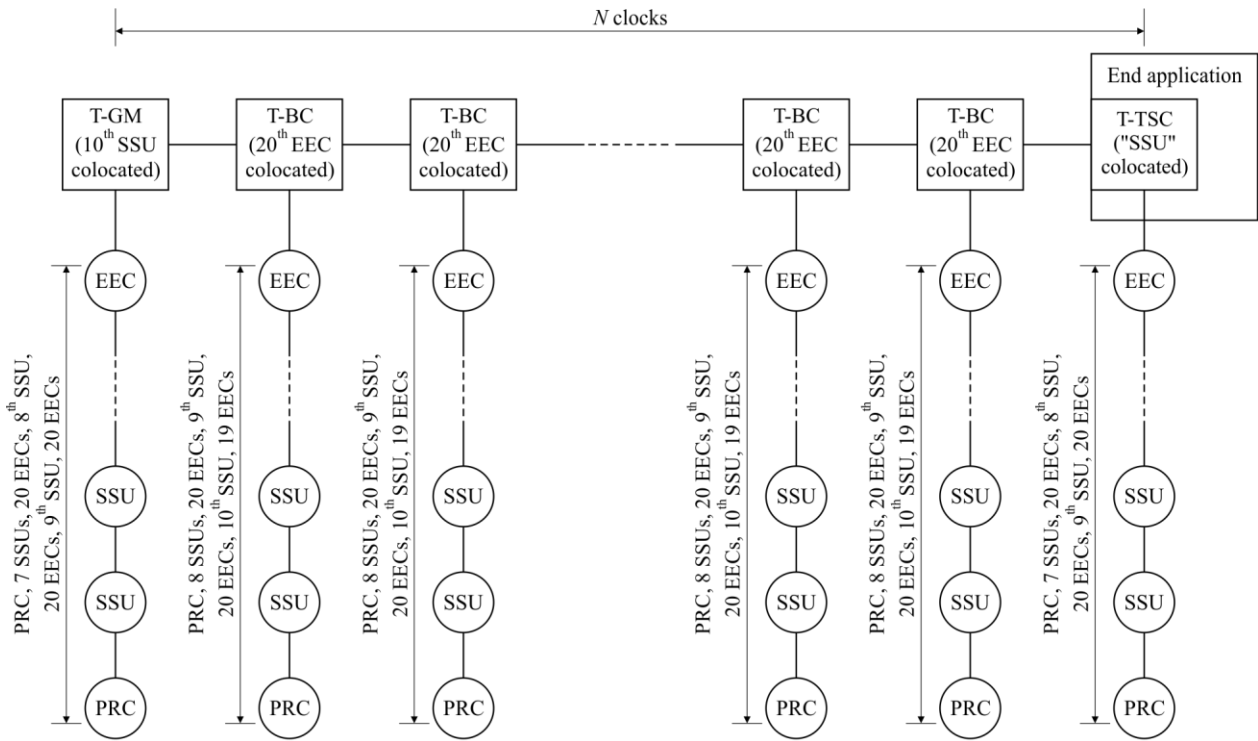 N clocks
End application
T-GM
(10th SSU
colocated)
T-BC
(20th EEC
colocated)
T-BC
(20th EEC
colocated)
T-BC
(20th EEC
colocated)
T-BC
(20th EEC
colocated)
T-TSC
("SSU"
colocated)
EEC
EEC
EEC
EEC
EEC
EEC
PRC, 7 SSUs, 20 EECs, 8th SSU,
20 EECs, 9th SSU, 20 EECs
PRC, 8 SSUs, 20 EECs, 9th SSU,
20 EECs, 10th SSU, 19 EECs
PRC, 8 SSUs, 20 EECs, 9th SSU,
20 EECs, 10th SSU, 19 EECs
PRC, 8 SSUs, 20 EECs, 9th SSU,
20 EECs, 10th SSU, 19 EECs
PRC, 8 SSUs, 20 EECs, 9th SSU,
20 EECs, 10th SSU, 19 EECs
PRC, 7 SSUs, 20 EECs, 8th SSU,
20 EECs, 9th SSU, 20 EECs
SSU
SSU
SSU
SSU
SSU
SSU
SSU
SSU
SSU
SSU
SSU
SSU
PRC
PRC
PRC
PRC
PRC
PRC